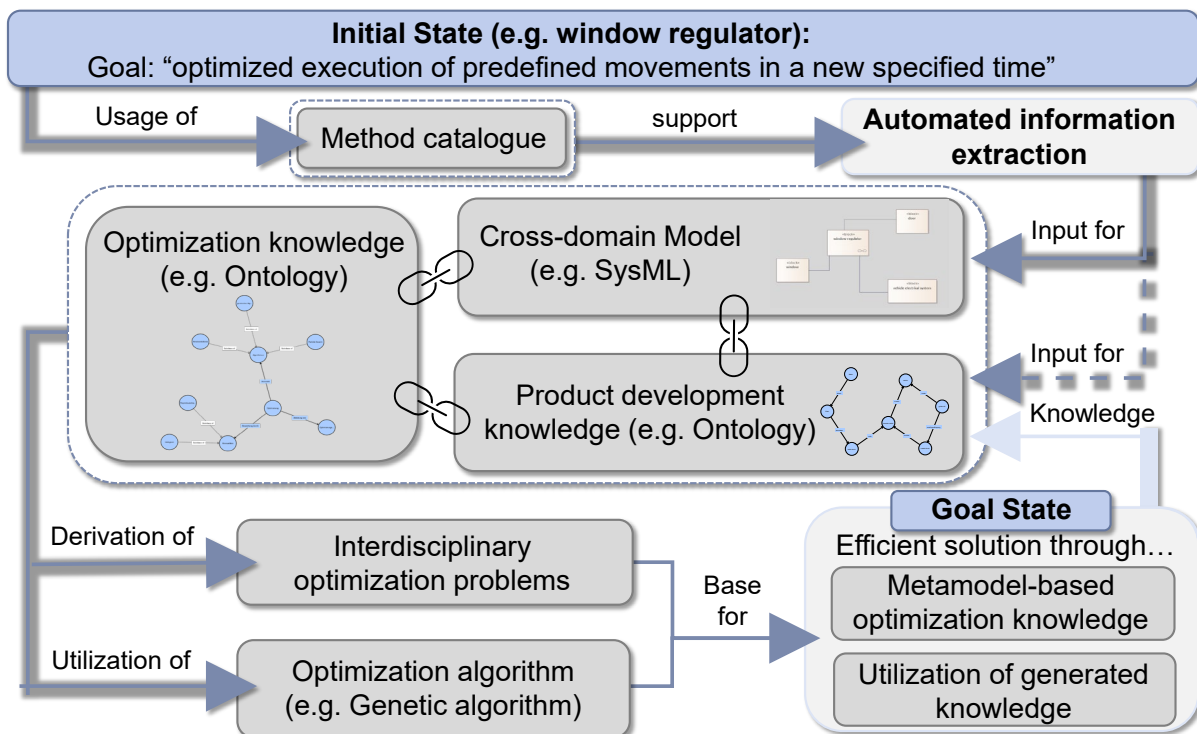 Initial State (e.g. window regulator):
Goal: “optimized execution of predefined movements in a new specified time”
Usage of
Method catalogue
support
Automated information
extraction
Optimization knowledge
(e.g. Ontology)
Cross-domain Model
(e.g. SysML)
Input for
Product development
knowledge (e.g. Ontology)
Input for
Knowledge
Derivation of
Interdisciplinary
optimization problems
Utilization of
Optimization algorithm
(e.g. Genetic algorithm)
Base
for
Goal State
Efficient solution through…
Metamodel-based
optimization knowledge
Utilization of generated
knowledge